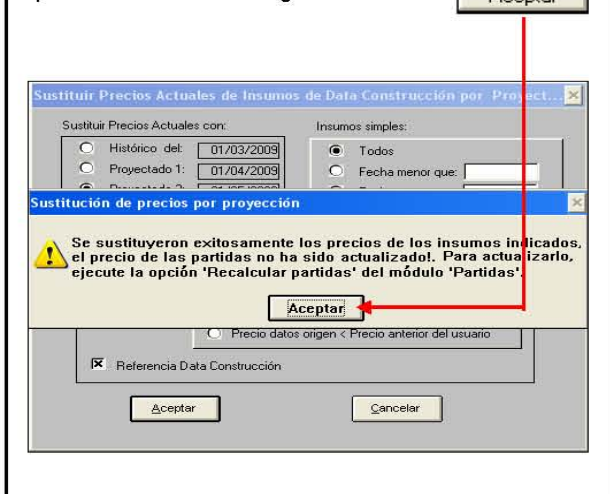 Sustituir Precios Actuales de Insumos de Data Construcción por Proyect...
Sustituir Precios Actuales con:
Insumos simples:
Histórico del: 01/03/2009
Todos
Proyectado 1: 01/04/2009
Fecha menor que:
Sustitución de precios por proyección
Se sustituyeron exitosamente los precios de los insumos indicados,
el precio de las partidas no ha sido actualizado!. Para actualizarlo,
ejecute la opción 'Recalcular partidas' del módulo 'Partidas'.
Aceptar
Precio datos origen < Precio anterior del usuario
Referencia Data Construcción
Aceptar
Cancelar